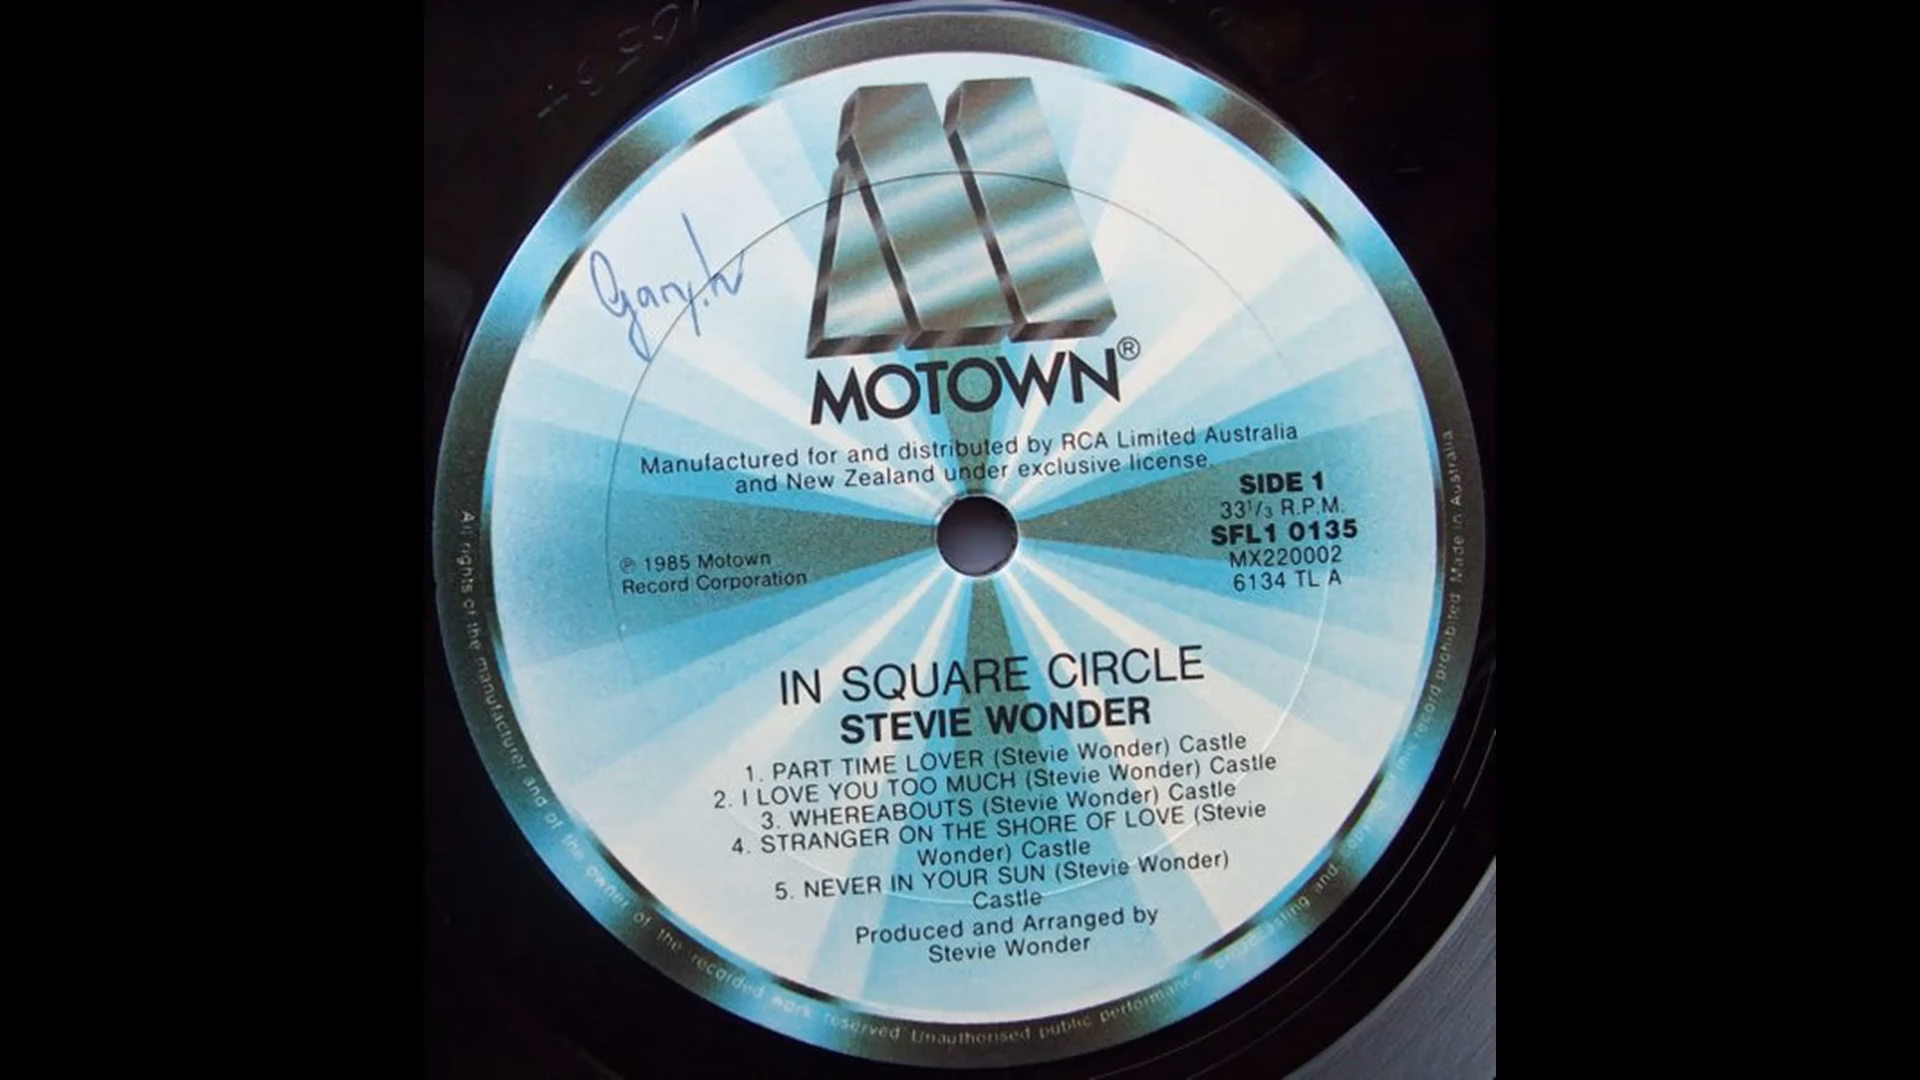 Gary.h
MOTOWN®
Manufactured for and distributed by RCA Limited Australia
and New Zealand under exclusive license.
SIDE 1
33¹/₃ R.P.M.
SFL1 0135
MX220002
6134 TL A
℗ 1985 Motown
Record Corporation
IN SQUARE CIRCLE
STEVIE WONDER
1. PART TIME LOVER (Stevie Wonder) Castle
2. I LOVE YOU TOO MUCH (Stevie Wonder) Castle
3. WHEREABOUTS (Stevie Wonder) Castle
4. STRANGER ON THE SHORE OF LOVE (Stevie
Wonder) Castle
5. NEVER IN YOUR SUN (Stevie Wonder)
Castle
Produced and Arranged by
Stevie Wonder
All rights of the manufacturer and of the owner of the recorded work reserved Unauthorised public performance broadcasting and copying of this record prohibited Made in Australia